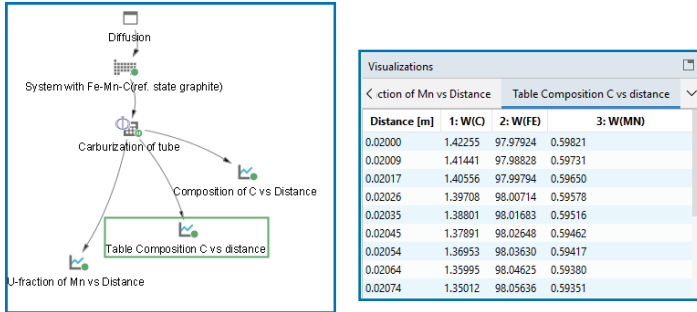 Diffusion
System with Fe-Mn-C(ref. state graphite)
Carburization of tube
Composition of C vs Distance
Table Composition C vs distance
U-fraction of Mn vs Distance
Visualizations
ction of Mn vs Distance Table Composition C vs distance
Distance [m] 1: W(C) 2: W(FE) 3: W(MN)
0.02000 1.42255 97.97924 0.59821
0.02009 1.41441 97.98828 0.59731
0.02017 1.40556 97.99794 0.59650
0.02026 1.39708 98.00714 0.59578
0.02035 1.38801 98.01683 0.59516
0.02045 1.37891 98.02648 0.59462
0.02054 1.36953 98.03630 0.59417
0.02064 1.35995 98.04625 0.59380
0.02074 1.35012 98.05636 0.59351